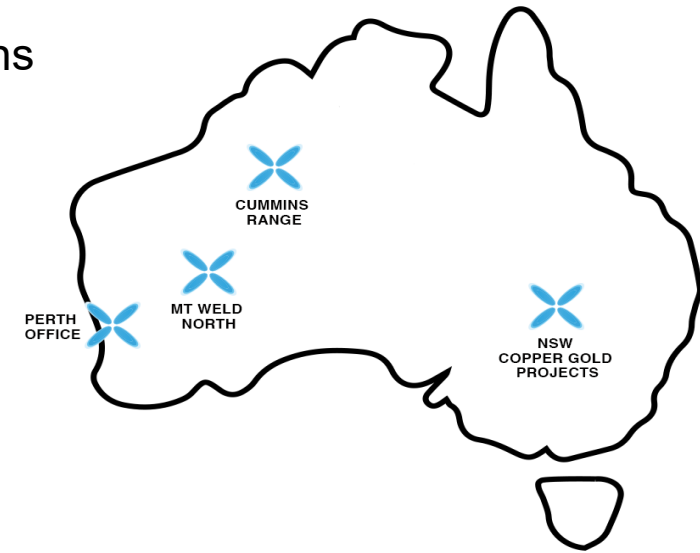 ns
CUMMINS
RANGE
MT WELD
NORTH
PERTH
OFFICE
NSW
COPPER GOLD
PROJECTS